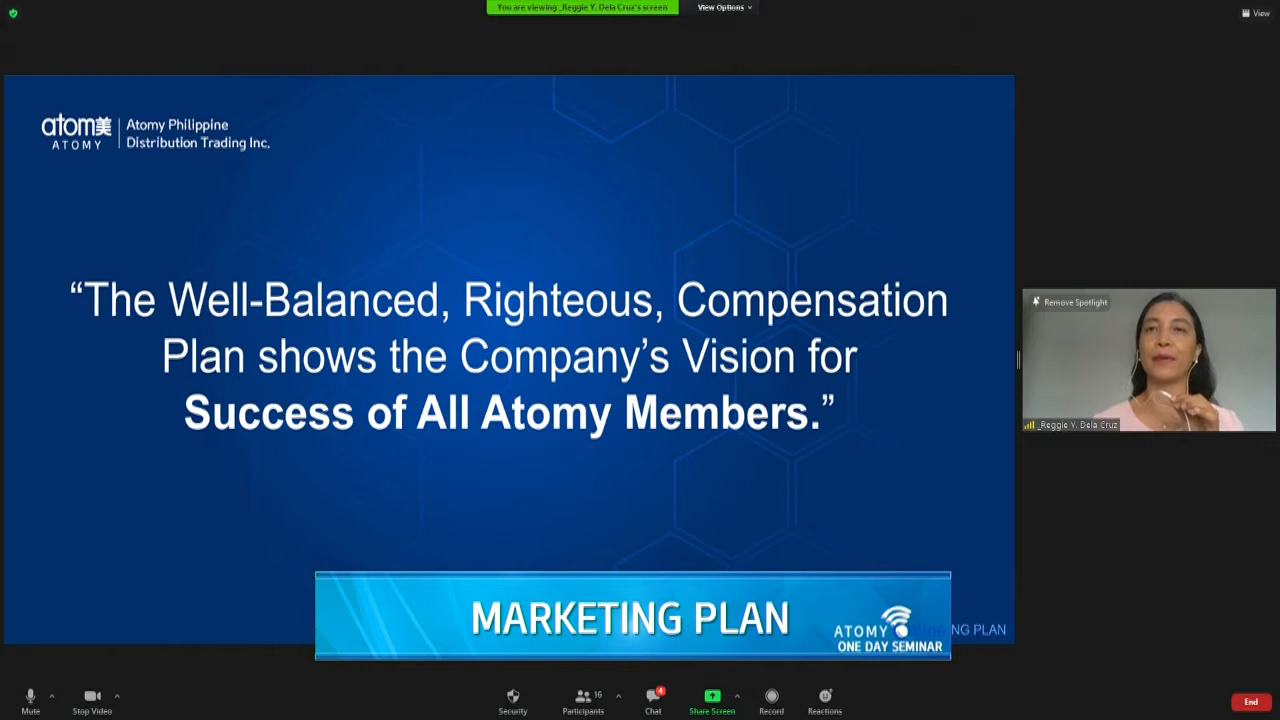 You are viewing _Reggie Y. Dela Cruz's screen
View Options
View
atom美
ATOMY
Atomy Philippine
Distribution Trading Inc.
“The Well-Balanced, Righteous, Compensation
Plan shows the Company’s Vision for
Success of All Atomy Members.”
Remove Spotlight
_Reggie Y. Dela Cruz
MARKETING PLAN
ATOMY
ONE DAY SEMINAR
NG PLAN
Mute
Stop Video
Security
16
Participants
4
Chat
Share Screen
Record
Reactions
End